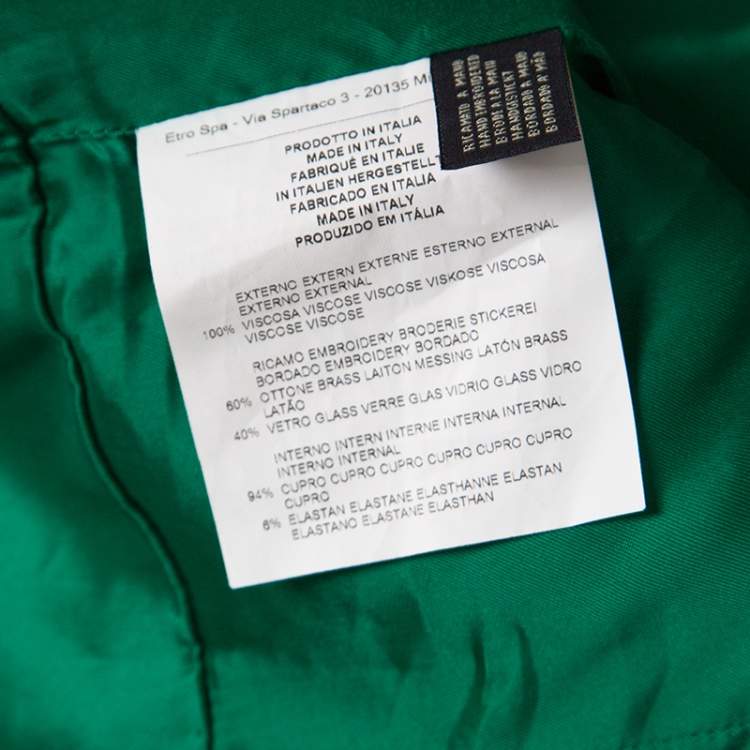 Etro Spa - Via Spartaco 3 - 20135 Mi
PRODOTTO IN ITALIA
MADE IN ITALY
FABRIQUÉ EN ITALIE
IN ITALIEN HERGESTELLT
FABRICADO EN ITALIA
MADE IN ITALY
PRODUZIDO EM ITÁLIA
RICAMATO A MANO
HAND EMBROIDERED
BRODÉ A LA MAIN
HANDGESTICKT
BORDADO A MANO
BORDADO A MÃO
EXTERNO EXTERN EXTERNE ESTERNO EXTERNAL
EXTERNO EXTERNAL
100% VISCOSA VISCOSE VISCOSE VISKOSE VISCOSA
VISCOSE VISCOSE
RICAMO EMBROIDERY BRODERIE STICKEREI
BORDADO EMBROIDERY BORDADO
60% OTTONE BRASS LAITON MESSING LATÓN BRASS
LATÃO
40% VETRO GLASS VERRE GLAS VIDRIO GLASS VIDRO
INTERNO INTERN INTERNE INTERNA INTERNAL
INTERNO INTERNAL
94% CUPRO CUPRO CUPRO CUPRO CUPRO CUPRO
CUPRO
6% ELASTAN ELASTANE ELASTHANNE ELASTAN
ELASTANO ELASTANE ELASTHAN